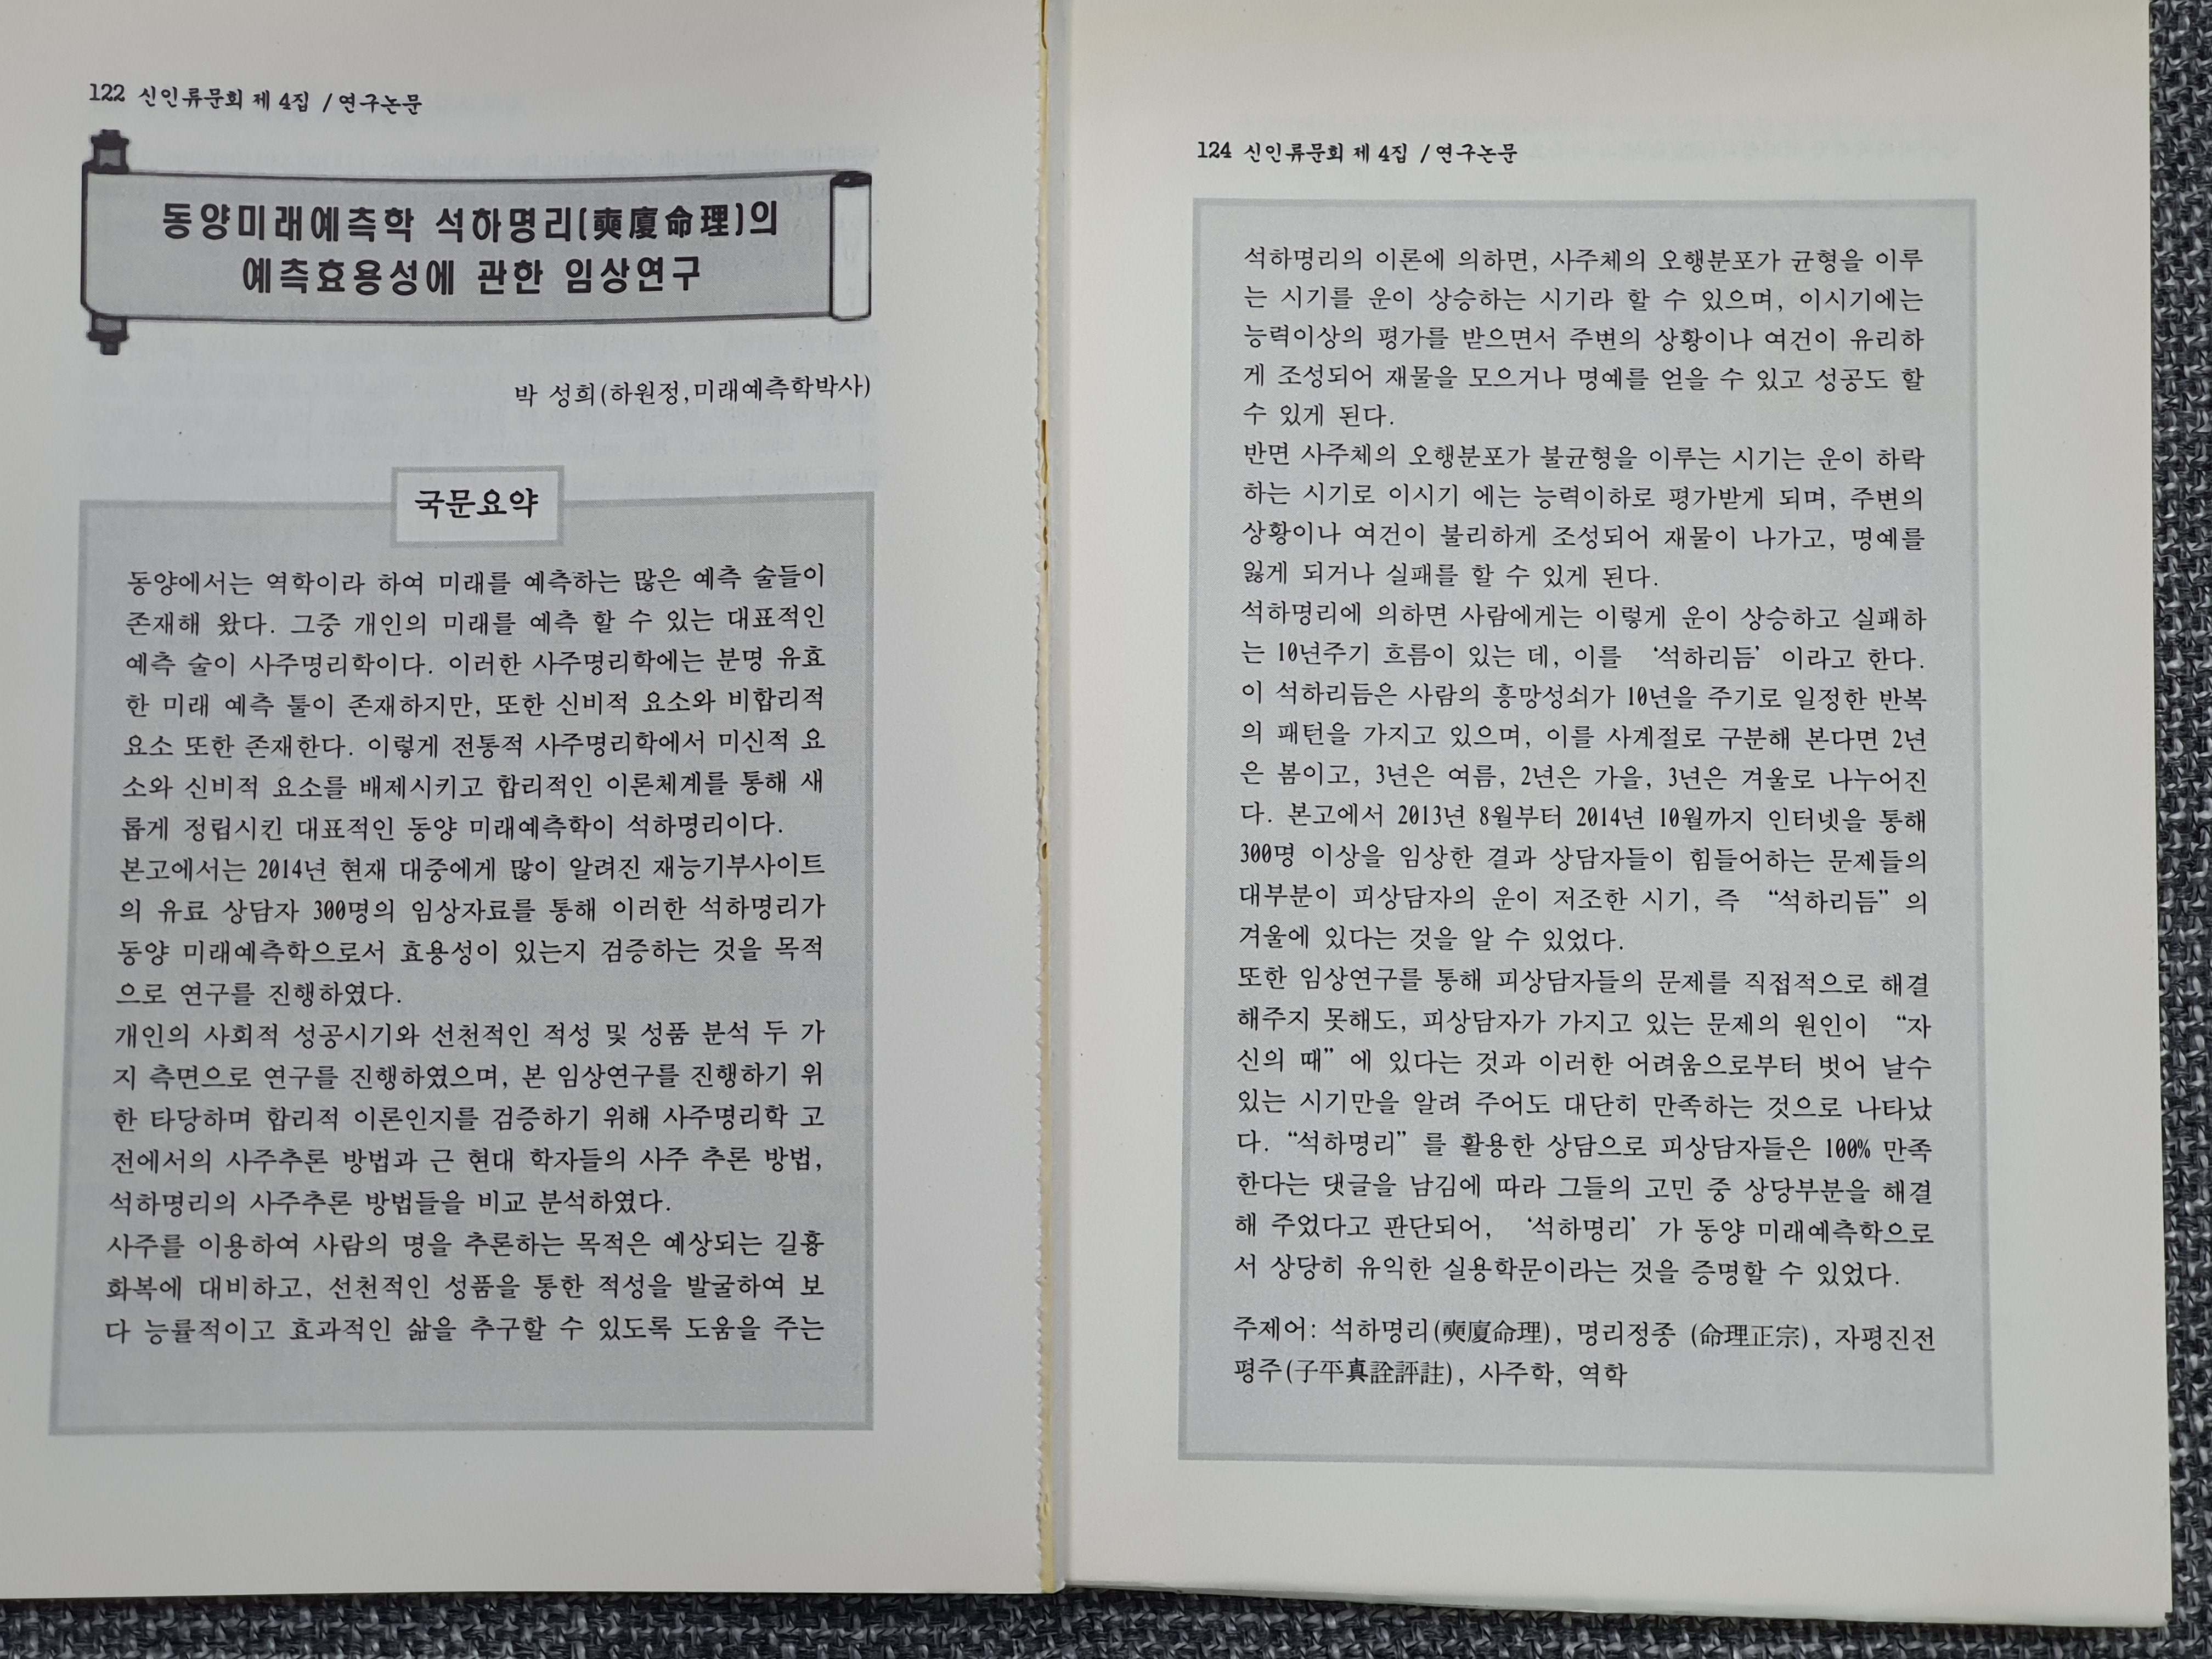 122 신인류문회 제 4집 /연구논문
동양미래예측학 석하명리(奭廈命理)의
예측효용성에 관한 임상연구
박 성희(하원정,미래예측학박사)
국문요약
동양에서는 역학이라 하여 미래를 예측하는 많은 예측 술들이
존재해 왔다. 그중 개인의 미래를 예측 할 수 있는 대표적인
예측 술이 사주명리학이다. 이러한 사주명리학에는 분명 유효
한 미래 예측 툴이 존재하지만, 또한 신비적 요소와 비합리적
요소 또한 존재한다. 이렇게 전통적 사주명리학에서 미신적 요
소와 신비적 요소를 배제시키고 합리적인 이론체계를 통해 새
롭게 정립시킨 대표적인 동양 미래예측학이 석하명리이다.
본고에서는 2014년 현재 대중에게 많이 알려진 재능기부사이트
의 유료 상담자 300명의 임상자료를 통해 이러한 석하명리가
동양 미래예측학으로서 효용성이 있는지 검증하는 것을 목적
으로 연구를 진행하였다.
개인의 사회적 성공시기와 선천적인 적성 및 성품 분석 두 가
지 측면으로 연구를 진행하였으며, 본 임상연구를 진행하기 위
한 타당하며 합리적 이론인지를 검증하기 위해 사주명리학 고
전에서의 사주추론 방법과 근 현대 학자들의 사주 추론 방법,
석하명리의 사주추론 방법들을 비교 분석하였다.
사주를 이용하여 사람의 명을 추론하는 목적은 예상되는 길흉
화복에 대비하고, 선천적인 성품을 통한 적성을 발굴하여 보
다 능률적이고 효과적인 삶을 추구할 수 있도록 도움을 주는
124 신인류문회 제 4집 /연구논문
석하명리의 이론에 의하면, 사주체의 오행분포가 균형을 이루
는 시기를 운이 상승하는 시기라 할 수 있으며, 이시기에는
능력이상의 평가를 받으면서 주변의 상황이나 여건이 유리하
게 조성되어 재물을 모으거나 명예를 얻을 수 있고 성공도 할
수 있게 된다.
반면 사주체의 오행분포가 불균형을 이루는 시기는 운이 하락
하는 시기로 이시기 에는 능력이하로 평가받게 되며, 주변의
상황이나 여건이 불리하게 조성되어 재물이 나가고, 명예를
잃게 되거나 실패를 할 수 있게 된다.
석하명리에 의하면 사람에게는 이렇게 운이 상승하고 실패하
는 10년주기 흐름이 있는 데, 이를 ‘석하리듬’ 이라고 한다.
이 석하리듬은 사람의 흥망성쇠가 10년을 주기로 일정한 반복
의 패턴을 가지고 있으며, 이를 사계절로 구분해 본다면 2년
은 봄이고, 3년은 여름, 2년은 가을, 3년은 겨울로 나누어진
다. 본고에서 2013년 8월부터 2014년 10월까지 인터넷을 통해
300명 이상을 임상한 결과 상담자들이 힘들어하는 문제들의
대부분이 피상담자의 운이 저조한 시기, 즉 “석하리듬” 의
겨울에 있다는 것을 알 수 있었다.
또한 임상연구를 통해 피상담자들의 문제를 직접적으로 해결
해주지 못해도, 피상담자가 가지고 있는 문제의 원인이 “자
신의 때” 에 있다는 것과 이러한 어려움으로부터 벗어 날수
있는 시기만을 알려 주어도 대단히 만족하는 것으로 나타났
다. “석하명리” 를 활용한 상담으로 피상담자들은 100% 만족
한다는 댓글을 남김에 따라 그들의 고민 중 상당부분을 해결
해 주었다고 판단되어, ‘석하명리’ 가 동양 미래예측학으로
서 상당히 유익한 실용학문이라는 것을 증명할 수 있었다.
주제어: 석하명리(奭廈命理), 명리정종 (命理正宗), 자평진전
평주(子平真詮評註), 사주학, 역학